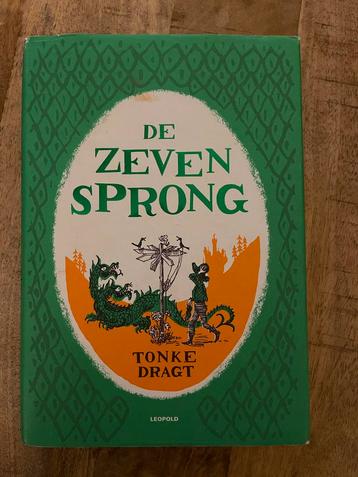 DE
ZEVEN
SPRONG
TONKE
DRAGT
LEOPOLD